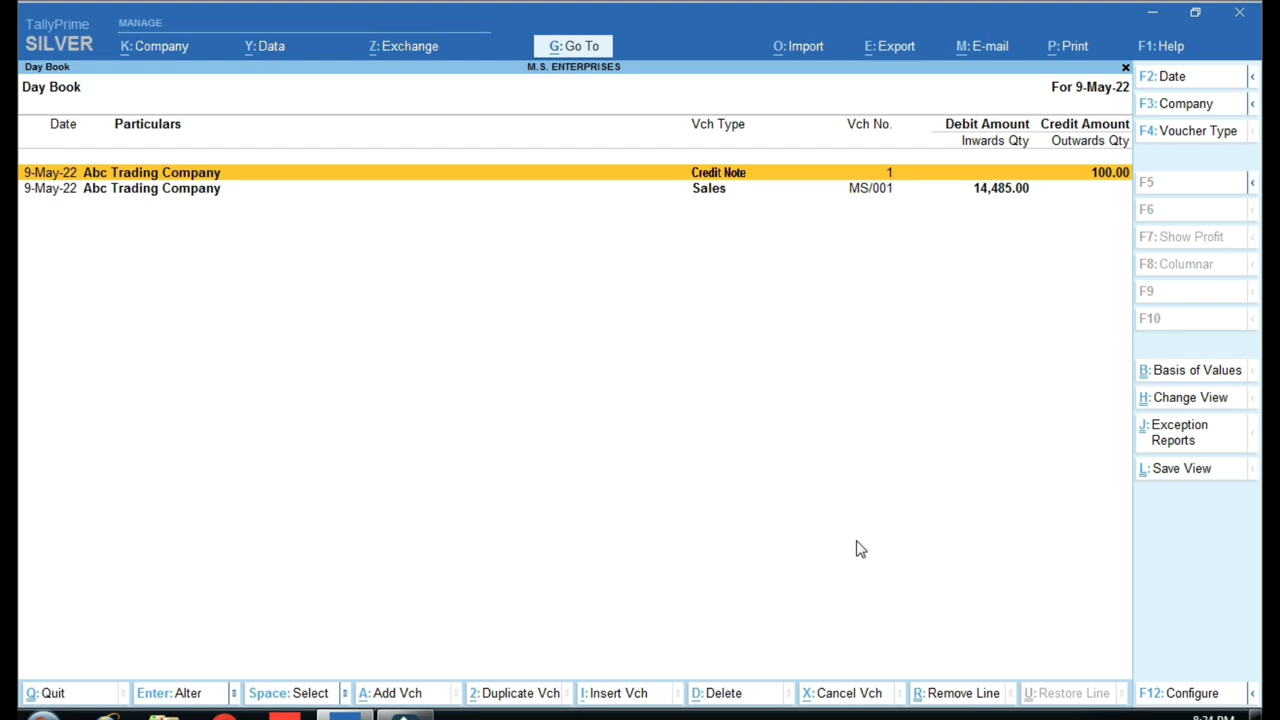 TallyPrime
SILVER
MANAGE
K: Company
Y: Data
Z: Exchange
G: Go To
O: Import
E: Export
M: E-mail
P: Print
F1: Help
Day Book
M.S. ENTERPRISES
Day Book
For 9-May-22
Date Particulars Vch Type Vch No. Debit Amount Credit Amount
Inwards Qty Outwards Qty
9-May-22 Abc Trading Company Credit Note 1 100.00
9-May-22 Abc Trading Company Sales MS/001 14,485.00
F2: Date
F3: Company
F4: Voucher Type
F5
F6
F7: Show Profit
F8: Columnar
F9
F10
B: Basis of Values
H: Change View
J: Exception
Reports
L: Save View
Q: Quit
Enter: Alter
Space: Select
A: Add Vch
2: Duplicate Vch
I: Insert Vch
D: Delete
X: Cancel Vch
R: Remove Line
U: Restore Line
F12: Configure
8:24 PM